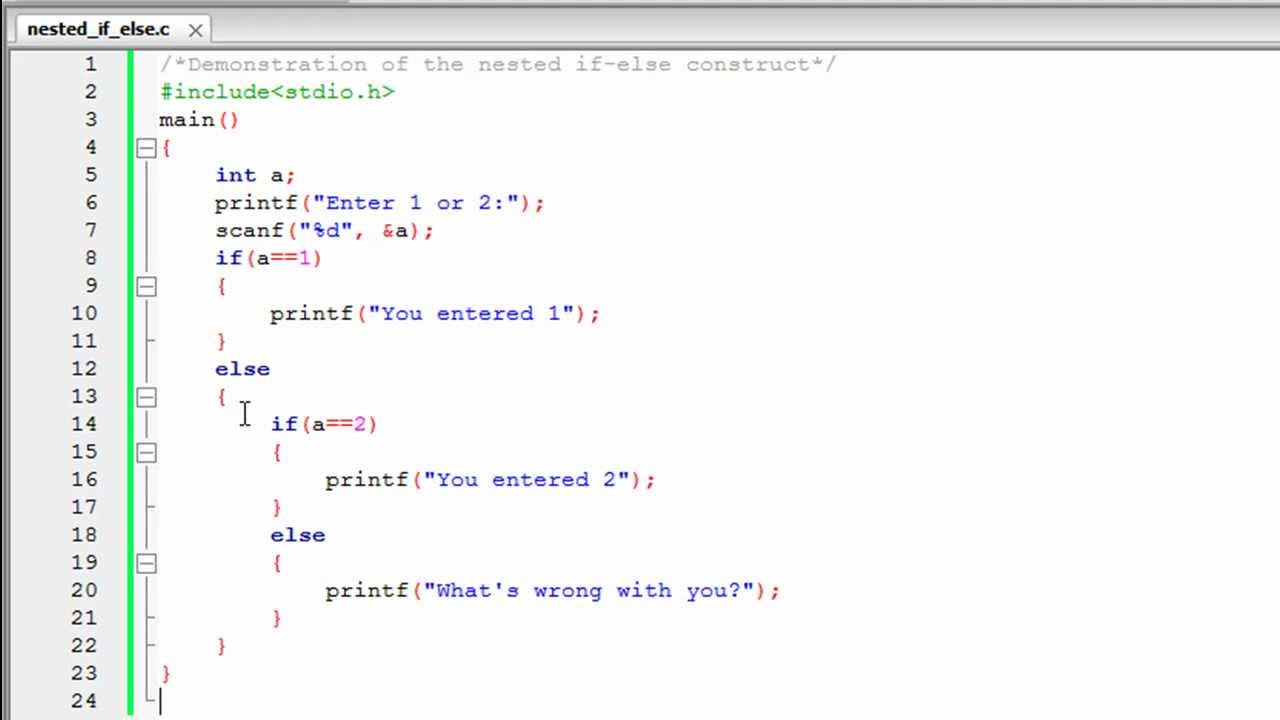 nested_if_else.c
1 /*Demonstration of the nested if-else construct*/
2 #include<stdio.h>
3 main()
4 {
5     int a;
6     printf("Enter 1 or 2:");
7     scanf("%d", &a);
8     if(a==1)
9     {
10         printf("You entered 1");
11     }
12     else
13     {
14         if(a==2)
15         {
16             printf("You entered 2");
17         }
18         else
19         {
20             printf("What's wrong with you?");
21         }
22     }
23 }
24